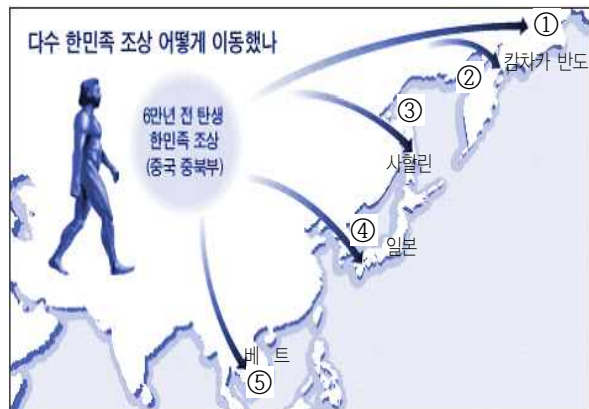 다수 한민족 조상 어떻게 이동했나
①
②
캄차카 반도
6만년 전 탄생
한민족 조상
(중국 중북부)
③
사할린
④
일본
베 트
⑤